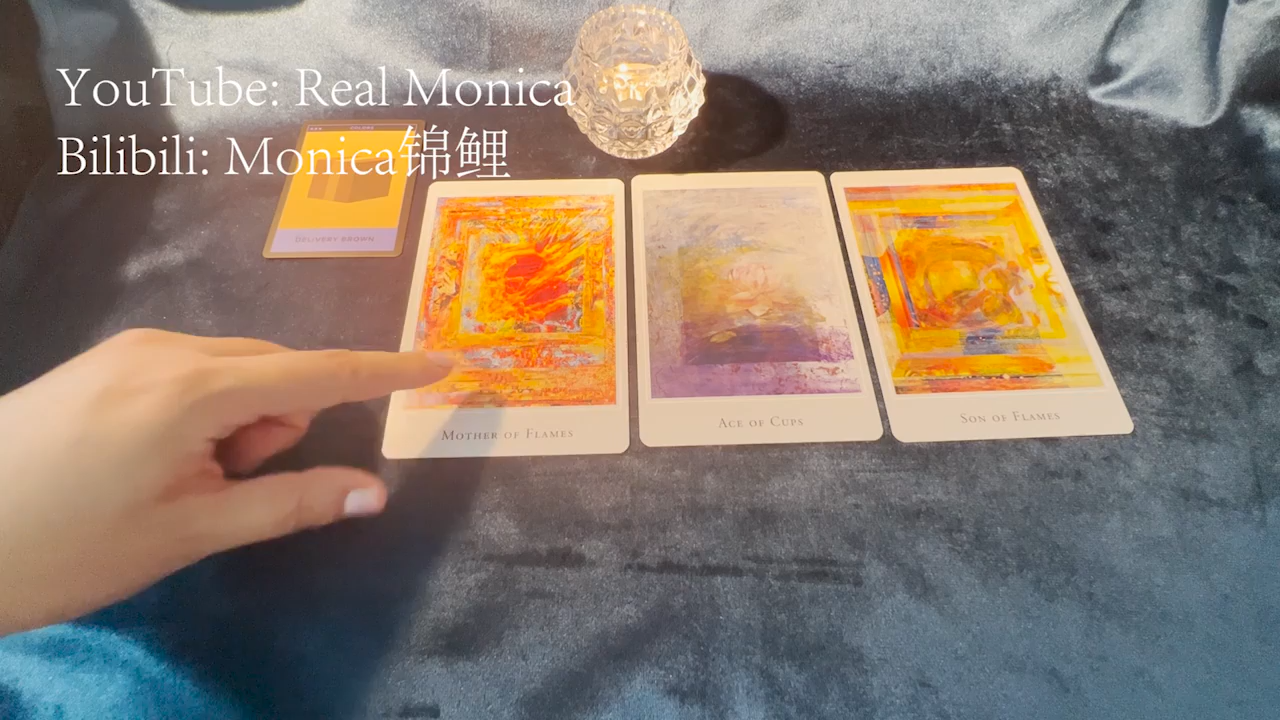 YouTube: Real Monica
Bilibili: Monica锦鲤
DELIVERY BROWN
MOTHER OF FLAMES
ACE OF CUPS
SON OF FLAMES